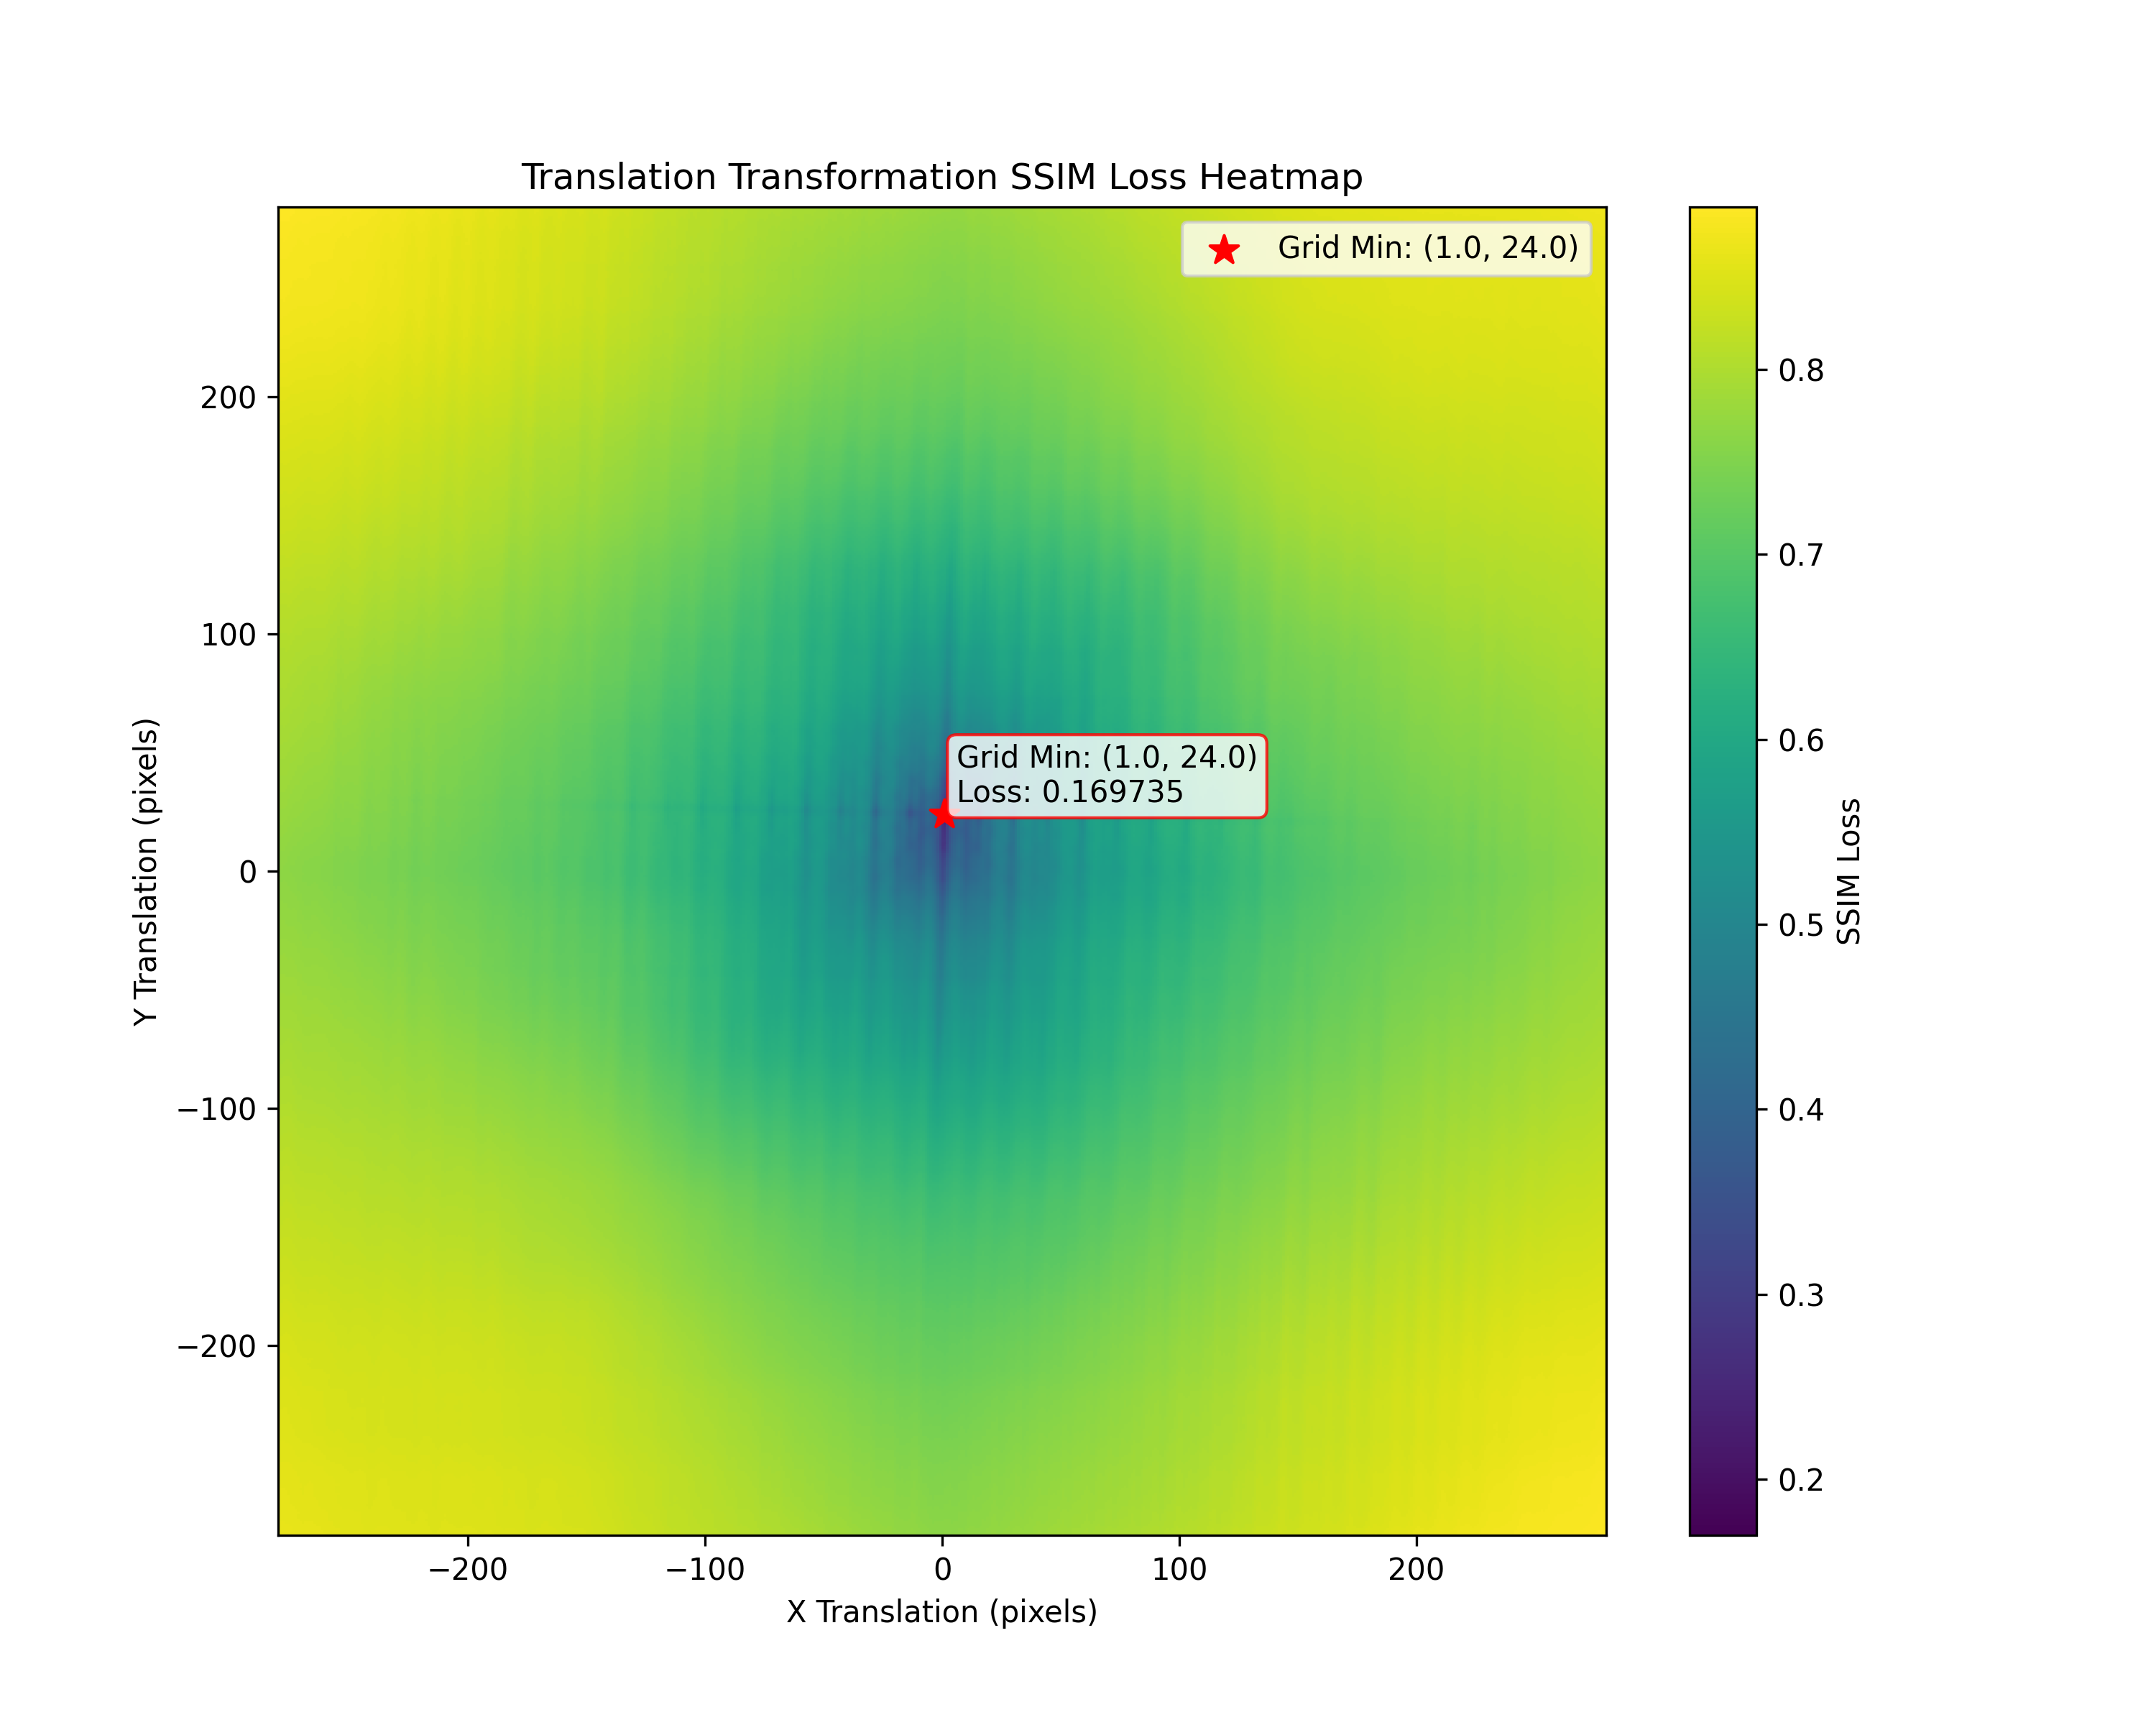 Translation Transformation SSIM Loss Heatmap
Grid Min: (1.0, 24.0)
Grid Min: (1.0, 24.0)
Loss: 0.169735
Y Translation (pixels)
200
100
0
−100
−200
−200
−100
0
100
200
X Translation (pixels)
0.8
0.7
0.6
0.5
0.4
0.3
0.2
SSIM Loss